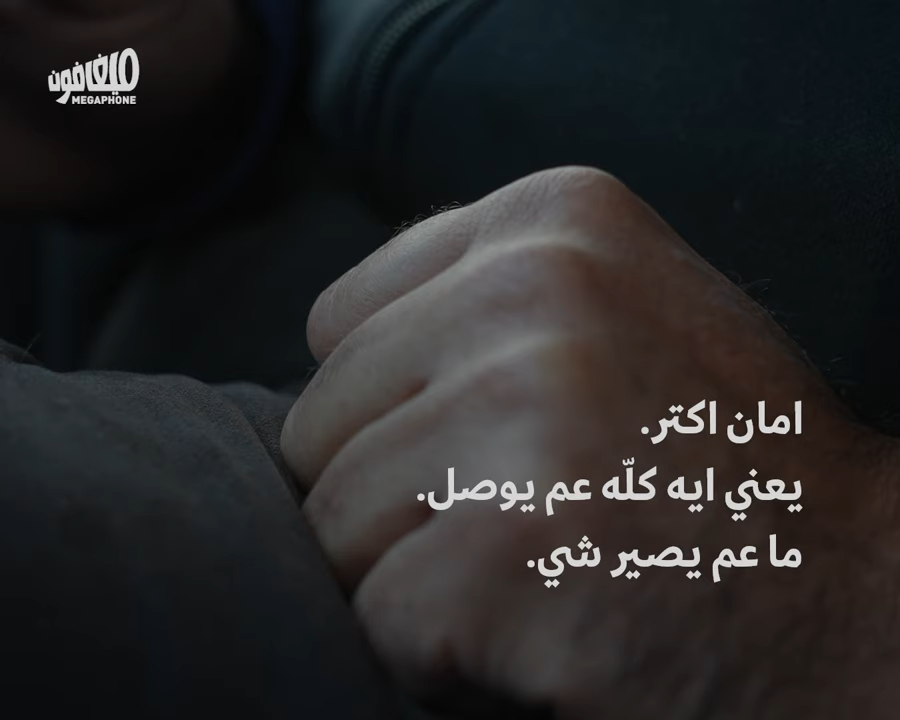 ميغافون
MEGAPHONE
امان اكتر.
يعني ايه كلّه عم يوصل.
ما عم يصير شي.